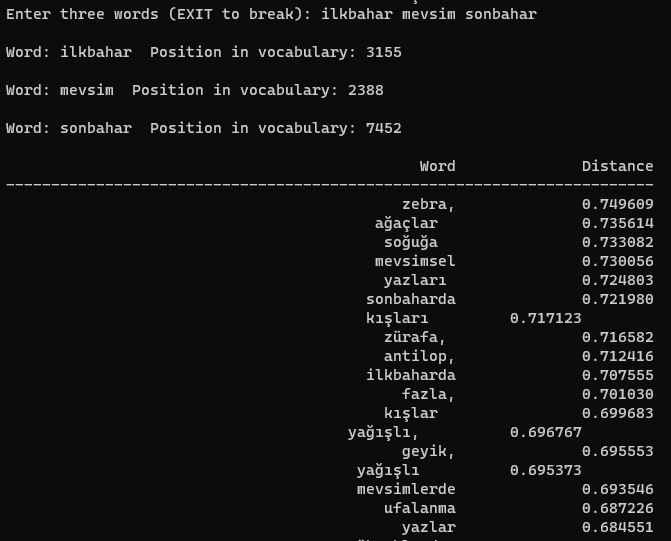 Enter three words (EXIT to break): ilkbahar mevsim sonbahar
Word: ilkbahar  Position in vocabulary: 3155
Word: mevsim  Position in vocabulary: 2388
Word: sonbahar  Position in vocabulary: 7452
Word Distance
------------------------------------------------------------------------
zebra, 0.749609
ağaçlar 0.735614
soğuğa 0.733082
mevsimsel 0.730056
yazları 0.724803
sonbaharda 0.721980
kışları 0.717123
zürafa, 0.716582
antilop, 0.712416
ilkbaharda 0.707555
fazla, 0.701030
kışlar 0.699683
yağışlı, 0.696767
geyik, 0.695553
yağışlı 0.695373
mevsimlerde 0.693546
ufalanma 0.687226
yazlar 0.684551